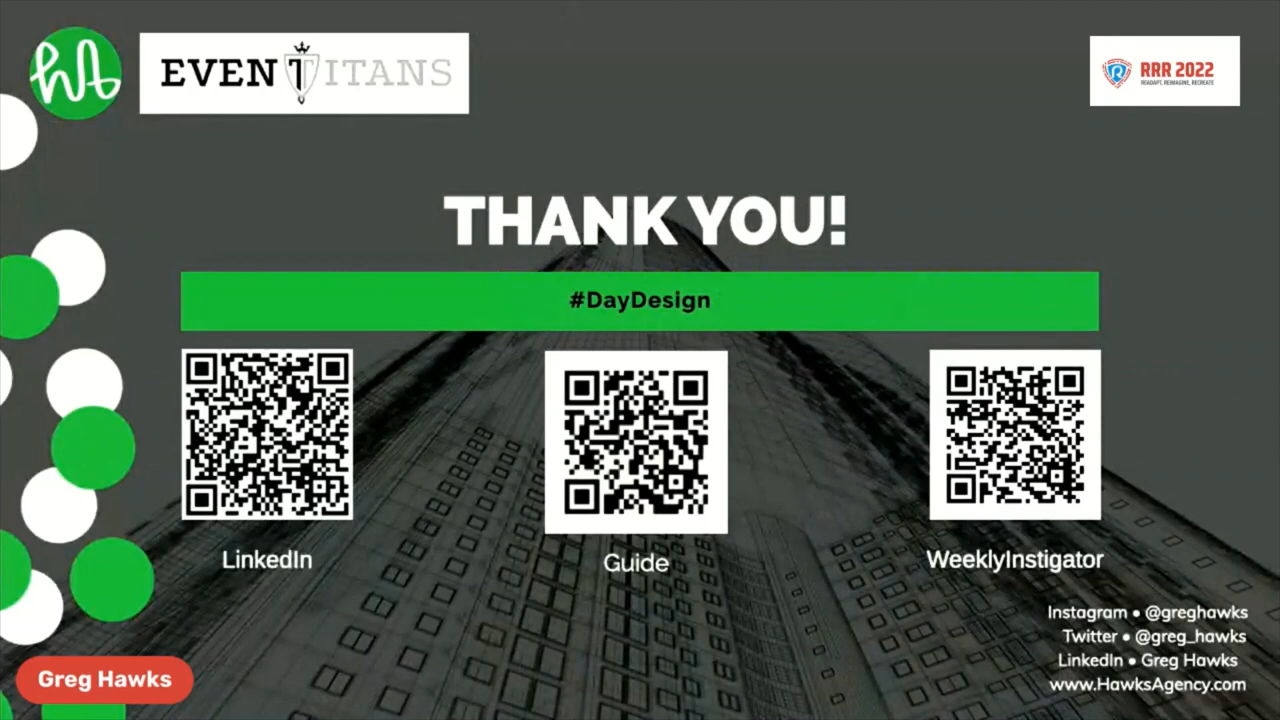 hA
EVENTITANS
RRR 2022
READAPT, REIMAGINE, RECREATE
THANK YOU!
#DayDesign
LinkedIn
Guide
WeeklyInstigator
Instagram • @greghawks
Twitter • @greg_hawks
LinkedIn • Greg Hawks
www.HawksAgency.com
Greg Hawks